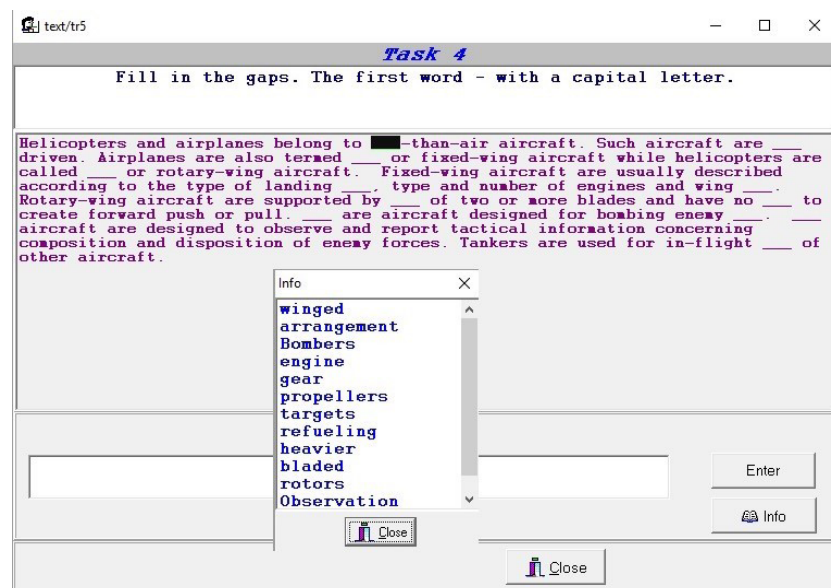 text/tr5
Task 4
Fill in the gaps. The first word - with a capital letter.
Helicopters and airplanes belong to ___-than-air aircraft. Such aircraft are ___
driven. Airplanes are also termed ___ or fixed-wing aircraft while helicopters are
called ___ or rotary-wing aircraft. Fixed-wing aircraft are usually described
according to the type of landing ___, type and number of engines and wing ___.
Rotary-wing aircraft are supported by ___ of two or more blades and have no ___ to
create forward push or pull. ___ are aircraft designed for bombing enemy ___. ___
aircraft are designed to observe and report tactical information concerning
composition and disposition of enemy forces. Tankers are used for in-flight ___ of
other aircraft.
Info
winged
arrangement
Bombers
engine
gear
propellers
targets
refueling
heavier
bladed
rotors
Observation
Close
Enter
Info
Close